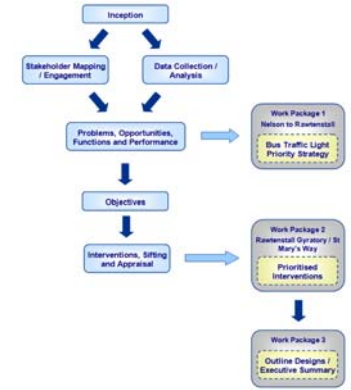 Inception
Stakeholder Mapping
/ Engagement
Data Collection /
Analysis
Problems, Opportunities,
Functions and Performance
Work Package 1
Nelson to Rawtenstall
Bus Traffic Light
Priority Strategy
Objectives
Interventions, Sifting
and Appraisal
Work Package 2
Rawtenstall Gyratory / St
Mary's Way
Prioritised
Interventions
Work Package 3
Outline Designs /
Executive Summary